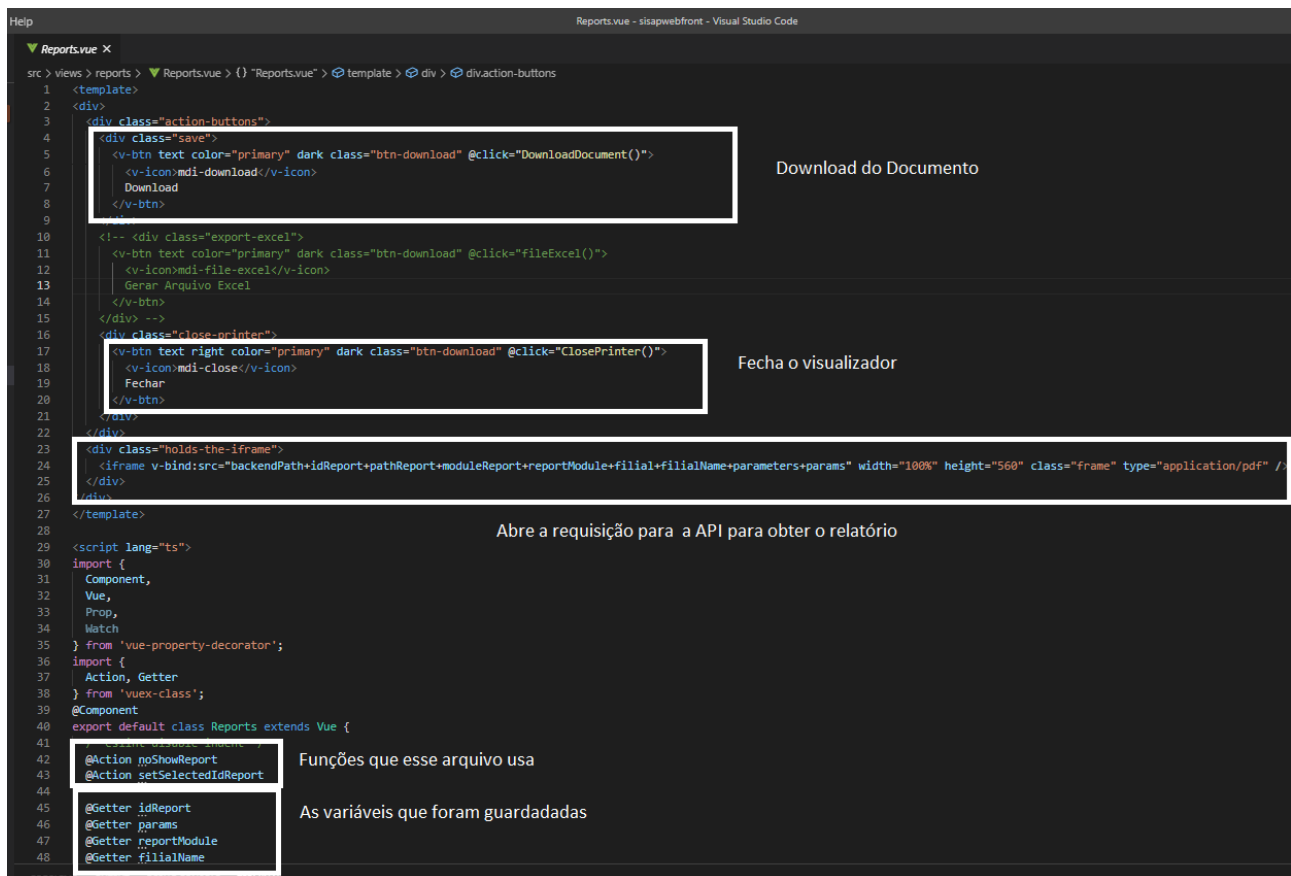 Help
Reports.vue - sisapwebfront - Visual Studio Code
Reports.vue ×
src > views > reports > Reports.vue > {} "Reports.vue" > template > div > div.action-buttons
1 <template>
2 <div>
3 <div class="action-buttons">
4 <div class="save">
5 <v-btn text color="primary" dark class="btn-download" @click="DownloadDocument()">
Download do Documento
6 <v-icon>mdi-download</v-icon>
7 Download
8 </v-btn>
9 </div>
10 <!-- <div class="export-excel">
11 <v-btn text color="primary" dark class="btn-download" @click="fileExcel()">
12 <v-icon>mdi-file-excel</v-icon>
13 Gerar Arquivo Excel
14 </v-btn>
15 </div> -->
16 <div class="close-printer">
17 <v-btn text right color="primary" dark class="btn-download" @click="ClosePrinter()">
Fecha o visualizador
18 <v-icon>mdi-close</v-icon>
19 Fechar
20 </v-btn>
21 </div>
22 </div>
23 <div class="holds-the-iframe">
24 <iframe v-bind:src="backendPath+idReport+pathReport+moduleReport+reportModule+filial+filialName+parameters+params" width="100%" height="560" class="frame" type="application/pdf" />
25 </div>
26 </div>
27 </template>
28
Abre a requisição para a API para obter o relatório
29 <script lang="ts">
30 import {
31 Component,
32 Vue,
33 Prop,
34 Watch
35 } from 'vue-property-decorator';
36 import {
37 Action, Getter
38 } from 'vuex-class';
39 @Component
40 export default class Reports extends Vue {
41 /* eslint-disable indent */
42 @Action noShowReport
Funções que esse arquivo usa
43 @Action setSelectedIdReport
44
45 @Getter idReport
As variáveis que foram guardadadas
46 @Getter params
47 @Getter reportModule
48 @Getter filialName